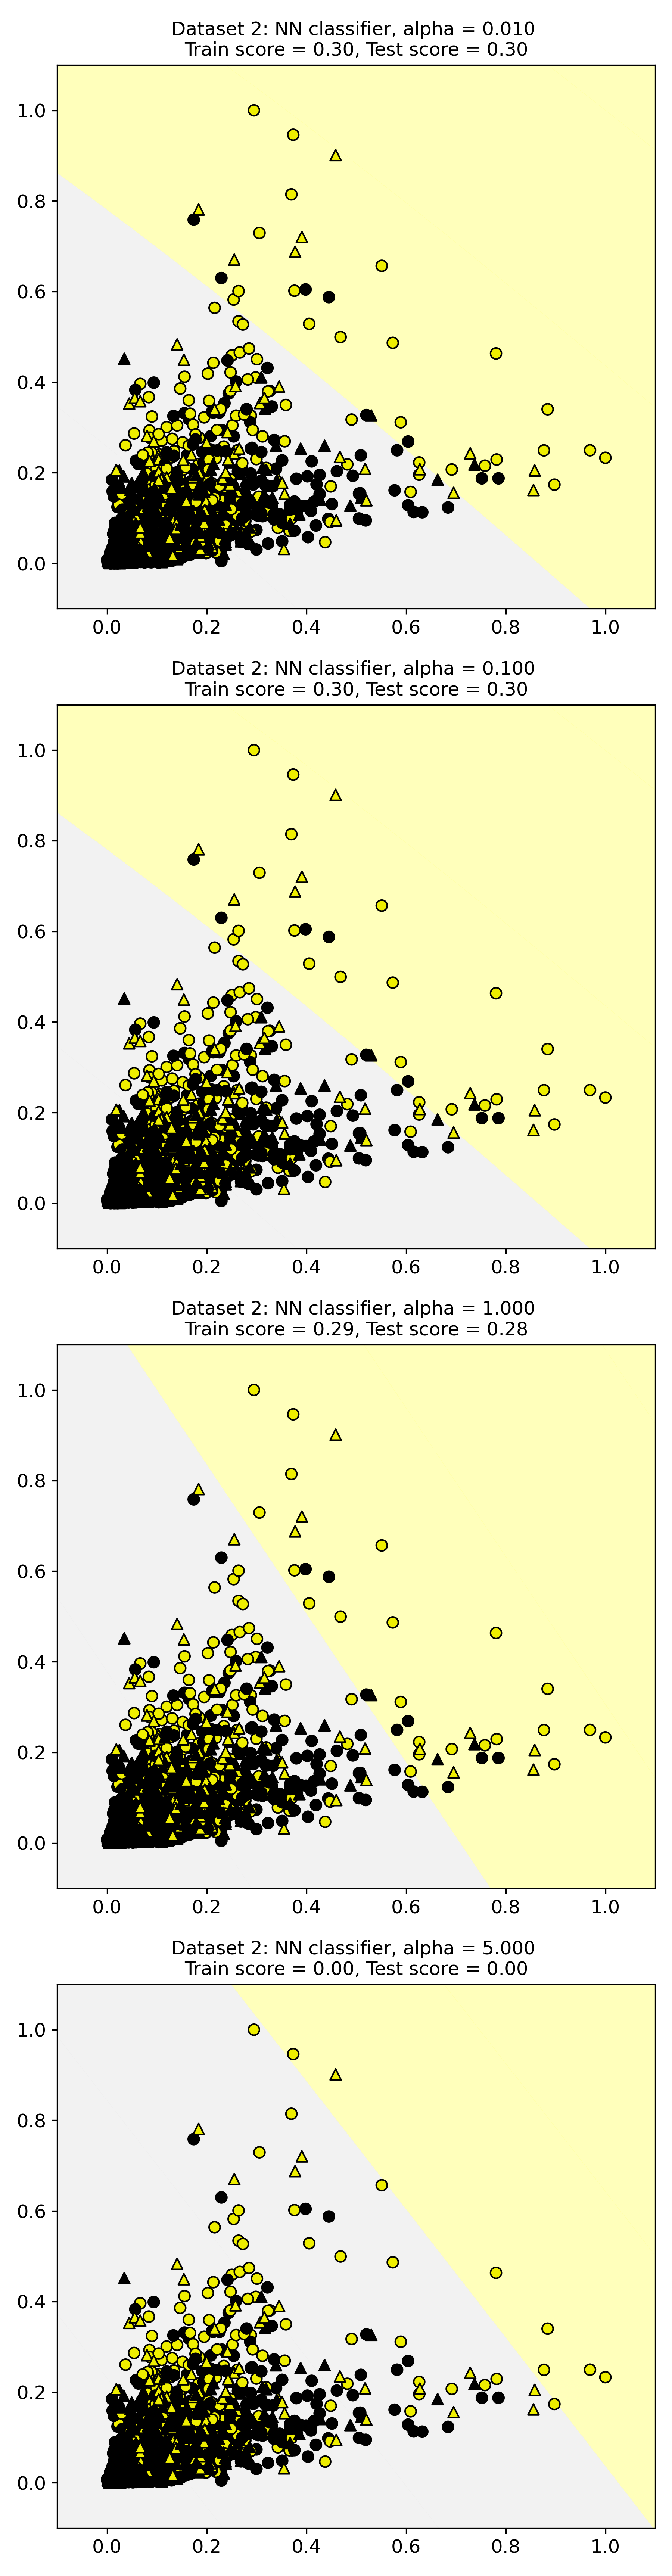 Dataset 2: NN classifier, alpha = 0.010
Train score = 0.30, Test score = 0.30
1.0
0.8
0.6
0.4
0.2
0.0
0.0 0.2 0.4 0.6 0.8 1.0
Dataset 2: NN classifier, alpha = 0.100
Train score = 0.30, Test score = 0.30
1.0
0.8
0.6
0.4
0.2
0.0
0.0 0.2 0.4 0.6 0.8 1.0
Dataset 2: NN classifier, alpha = 1.000
Train score = 0.29, Test score = 0.28
1.0
0.8
0.6
0.4
0.2
0.0
0.0 0.2 0.4 0.6 0.8 1.0
Dataset 2: NN classifier, alpha = 5.000
Train score = 0.00, Test score = 0.00
1.0
0.8
0.6
0.4
0.2
0.0
0.0 0.2 0.4 0.6 0.8 1.0